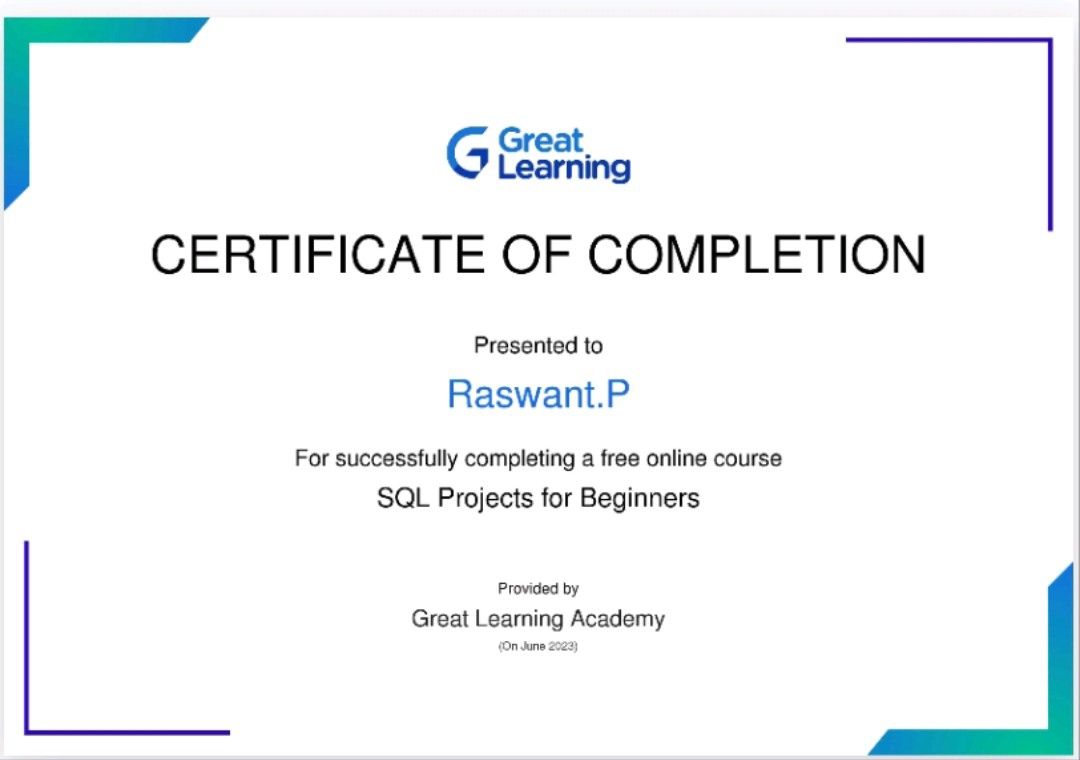 Great
Learning
CERTIFICATE OF COMPLETION
Presented to
Raswant.P
For successfully completing a free online course
SQL Projects for Beginners
Provided by
Great Learning Academy
(On June 2023)